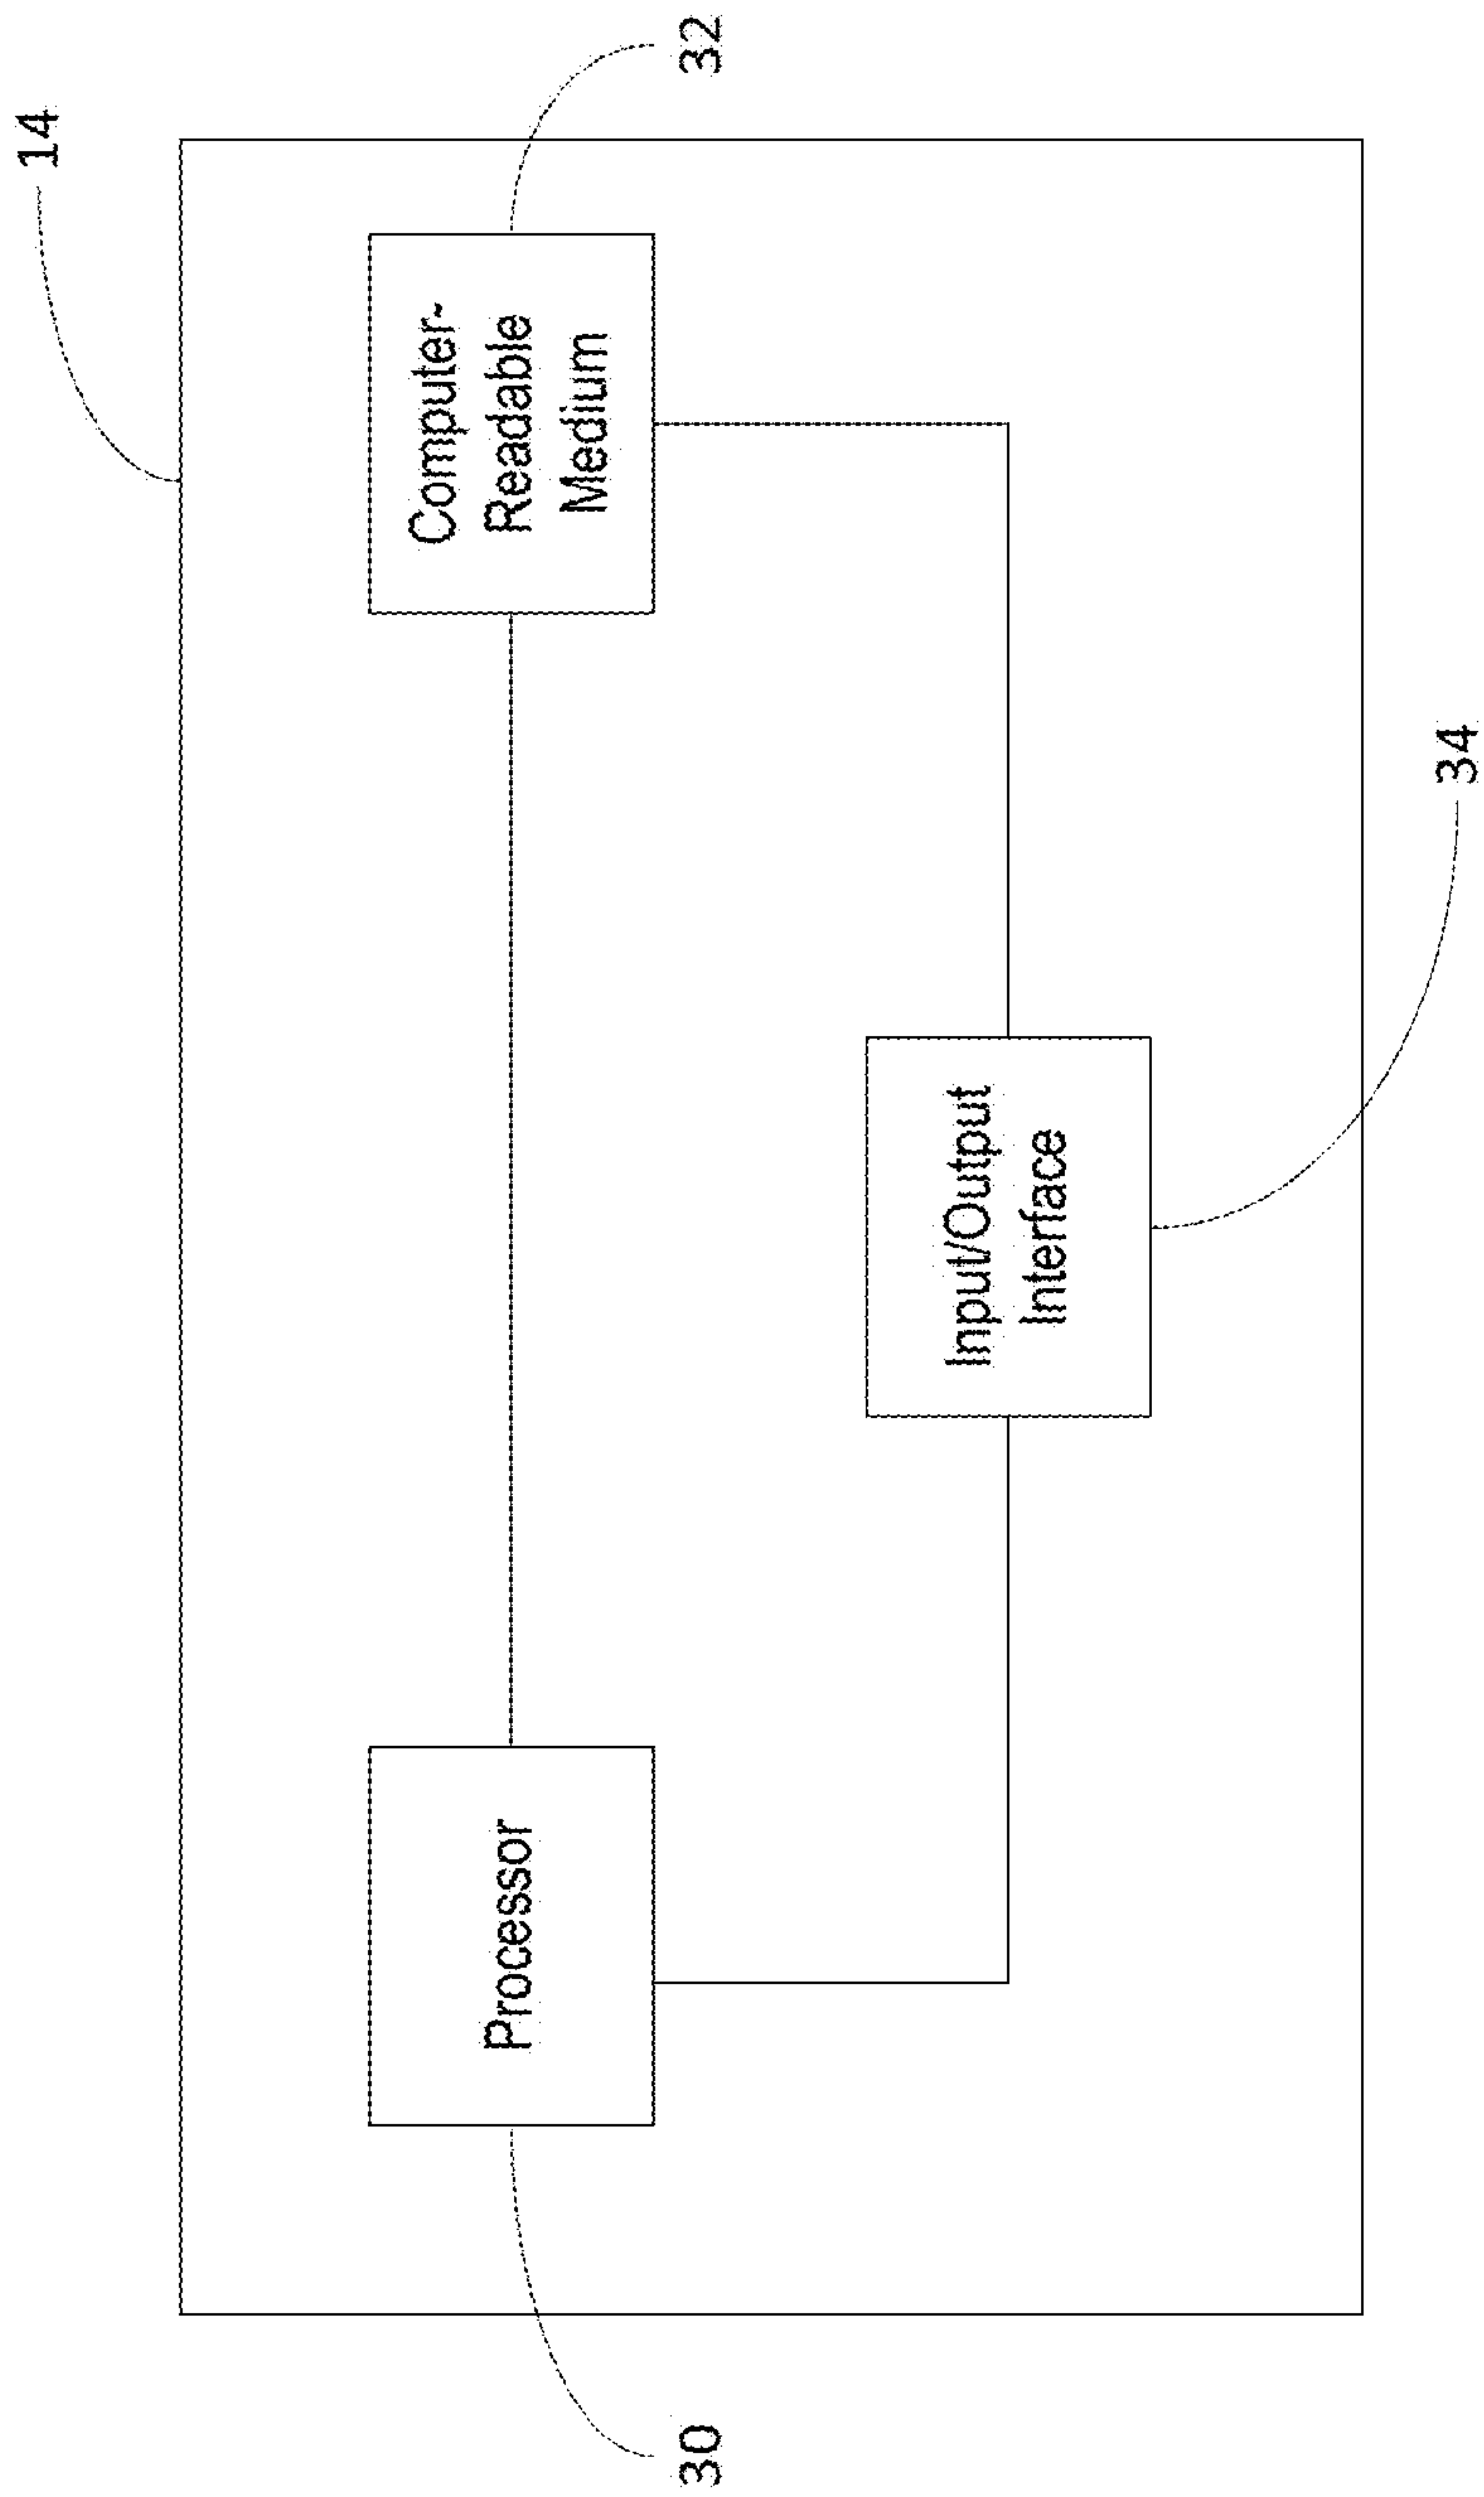 14
Processor
Computer-
Readable
Medium
30
32
Input/Output
Interface
34